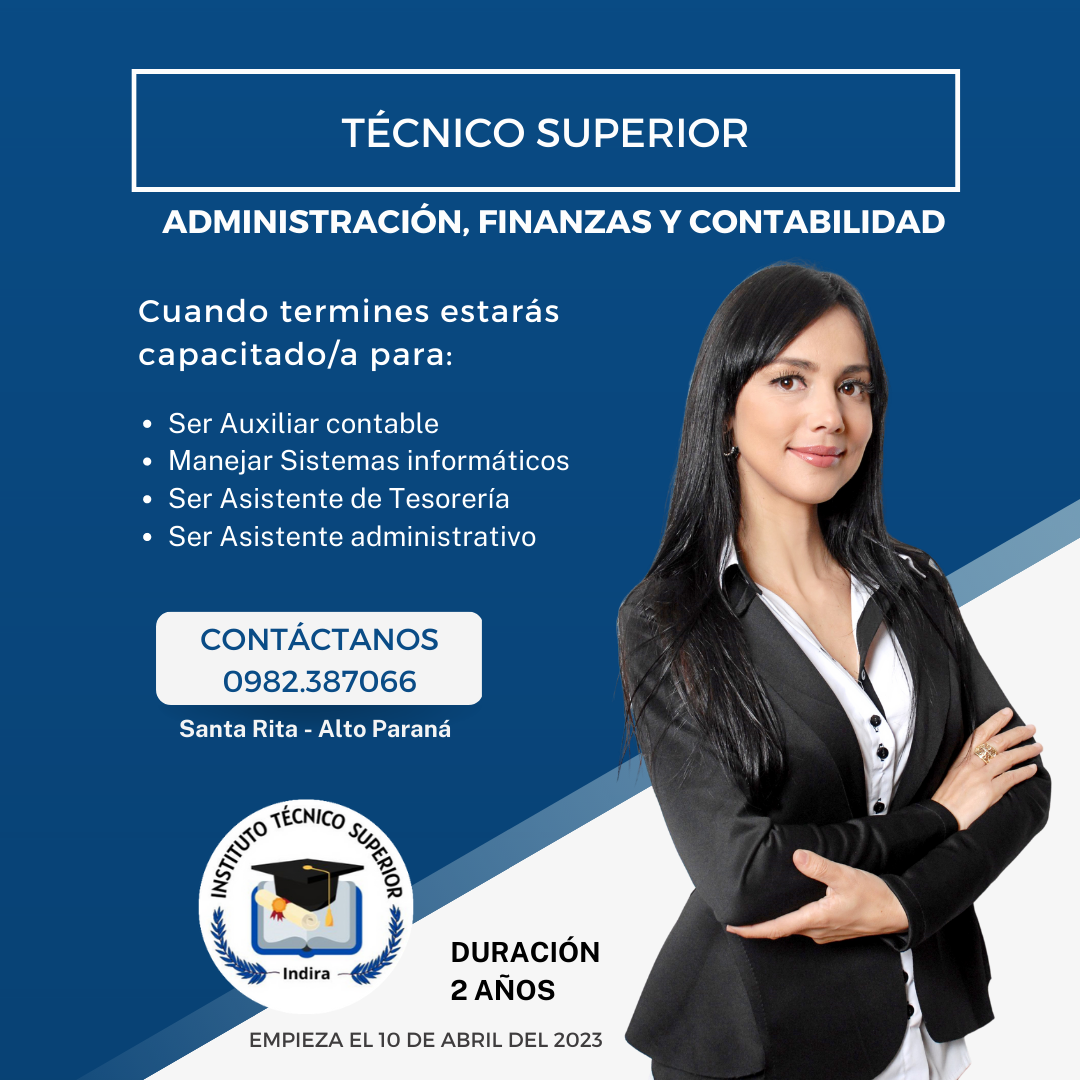 TÉCNICO SUPERIOR
ADMINISTRACIÓN, FINANZAS Y CONTABILIDAD
Cuando termines estarás
capacitado/a para:
• Ser Auxiliar contable
• Manejar Sistemas informáticos
• Ser Asistente de Tesorería
• Ser Asistente administrativo
CONTÁCTANOS
0982.387066
Santa Rita - Alto Paraná
INSTITUTO TÉCNICO SUPERIOR
Indira
DURACIÓN
2 AÑOS
EMPIEZA EL 10 DE ABRIL DEL 2023